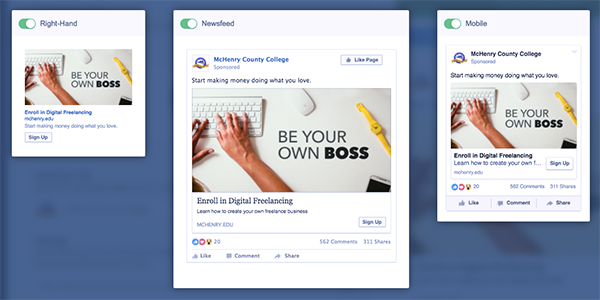 Right-Hand
BE YOUR
OWN BOSS
Enroll in Digital Freelancing
mchenry.edu
Start making money doing what you love.
Sign Up
Newsfeed
McHenry County College
Sponsored
Like Page
Start making money doing what you love.
BE YOUR
OWN BOSS
Enroll in Digital Freelancing
Learn how to create your own freelance business
MCHENRY.EDU
Sign Up
20
562 Comments 311 Shares
Like Comment Share
Mobile
McHenry County College
Sponsored
Start making money doing what you love.
BE YOUR
OWN BOSS
Enroll in Digital Freelancing
Learn how to create your own f...
mchenry.edu
Sign Up
20
562 Comments 311 Shares
Like Comment Share